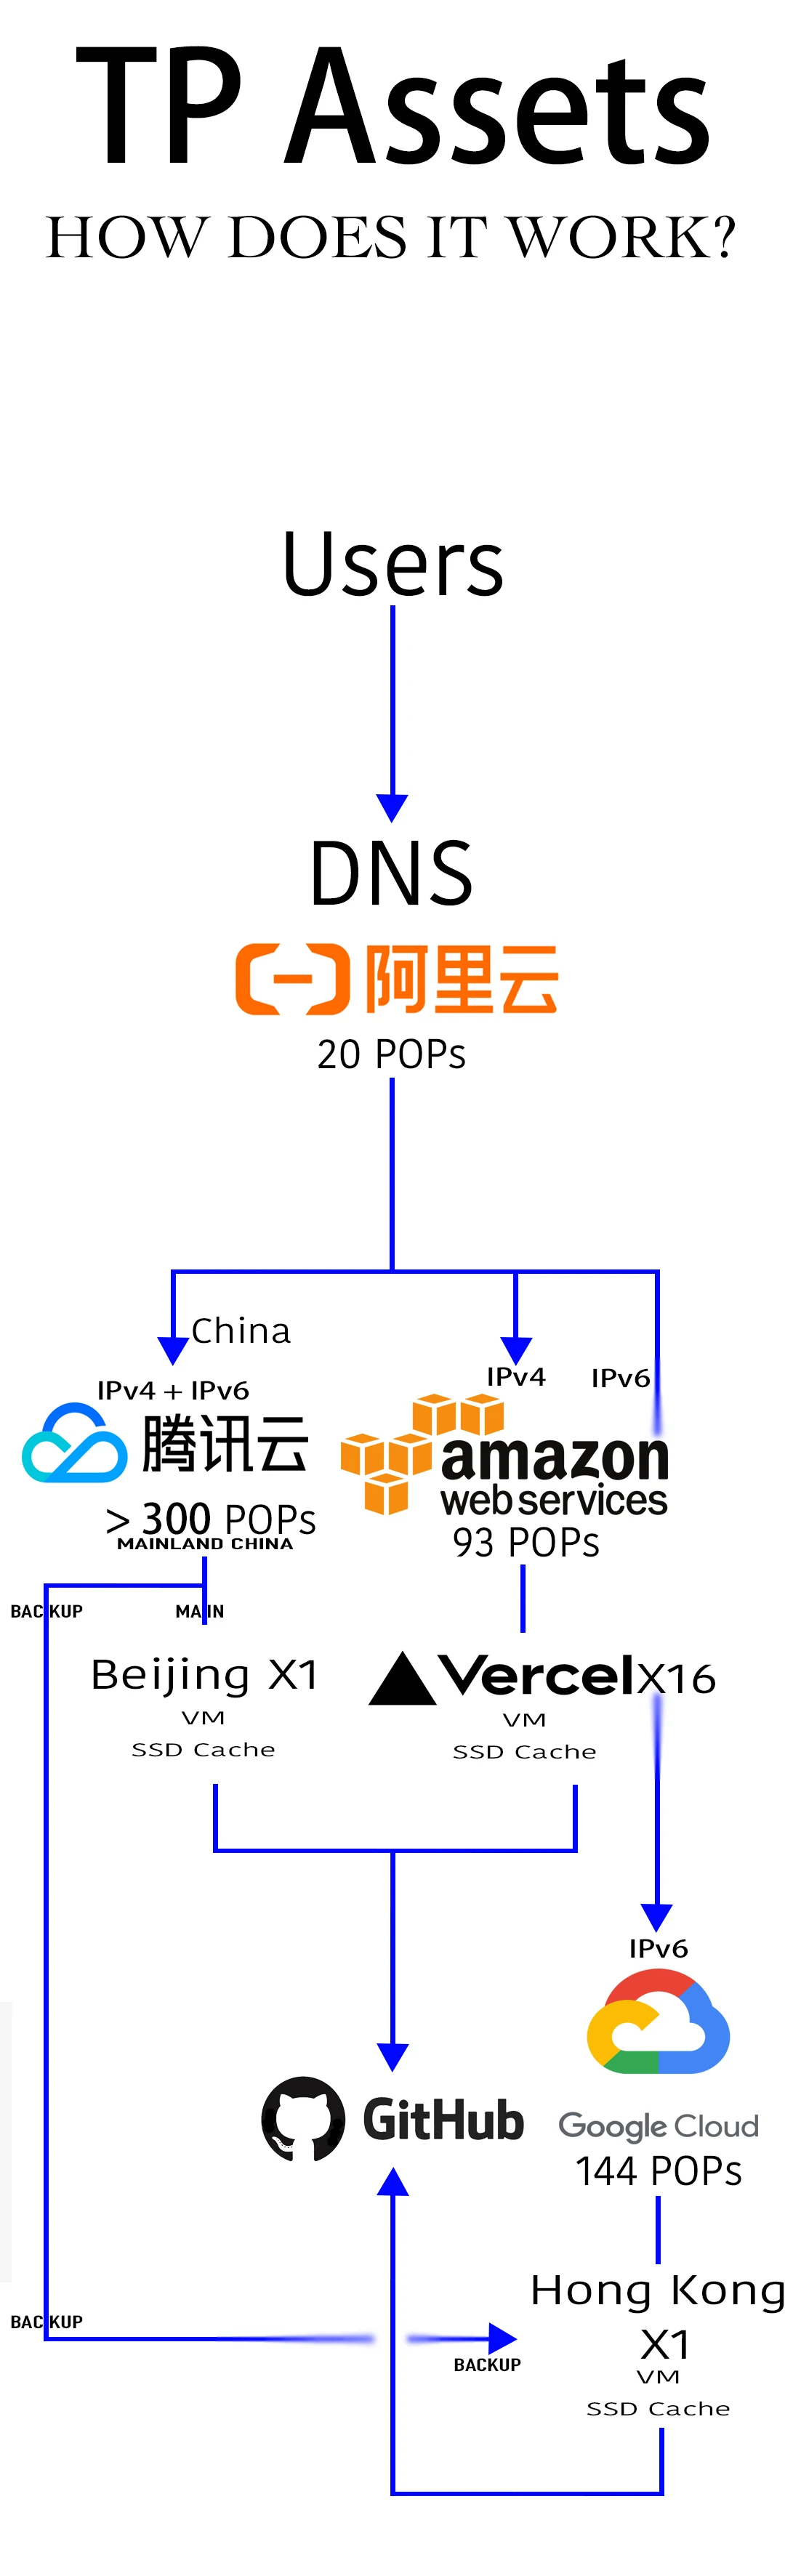 TP Assets
HOW DOES IT WORK?
Users
DNS
阿里云
20 POPs
China
IPv4 + IPv6
腾讯云
> 300 POPs
MAINLAND CHINA
IPv4
IPv6
amazon
web services
93 POPs
BACKUP
MAIN
Beijing X1
VM
SSD Cache
Vercel X16
VM
SSD Cache
IPv6
GitHub
Google Cloud
144 POPs
Hong Kong
X1
VM
SSD Cache
BACKUP
BACKUP